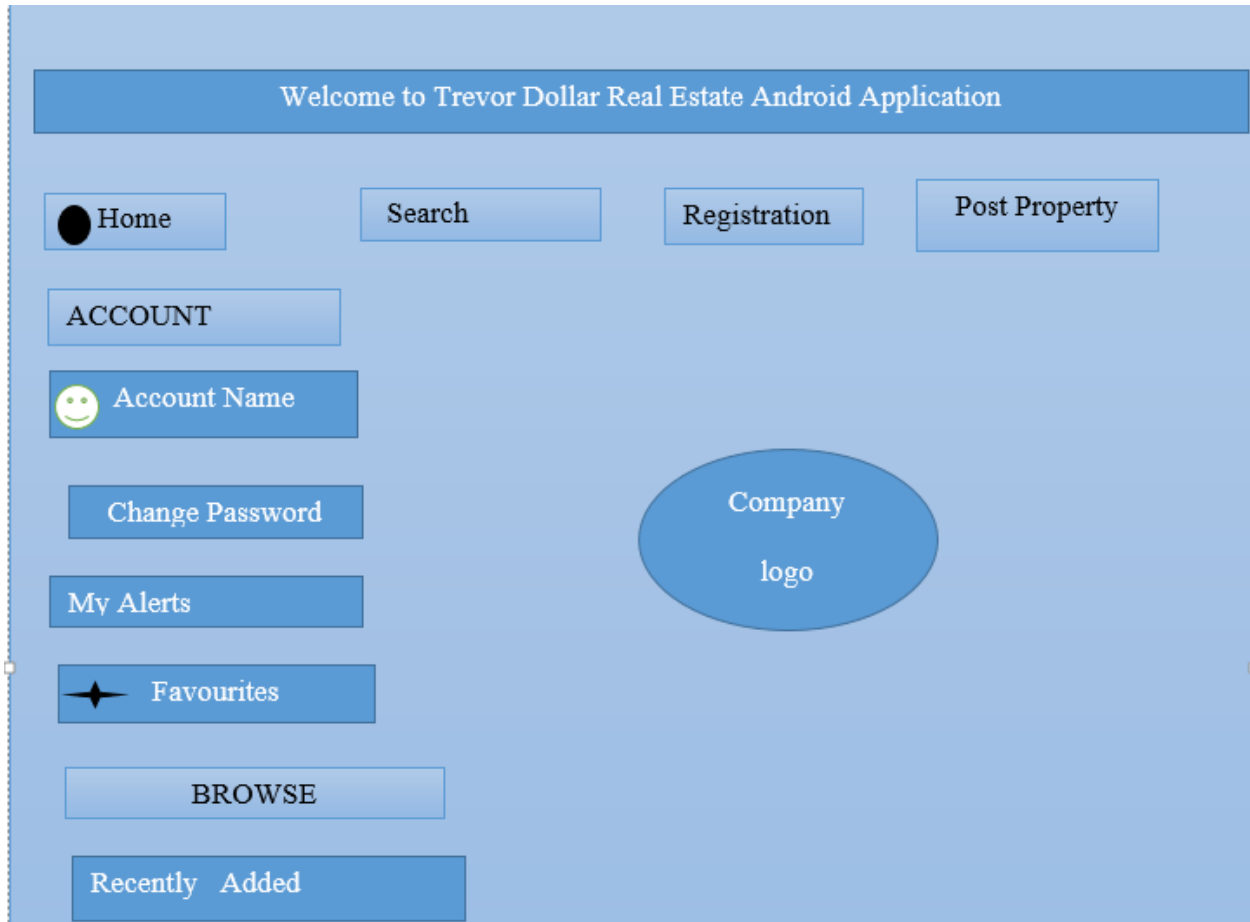 Welcome to Trevor Dollar Real Estate Android Application
Home
Search
Registration
Post Property
ACCOUNT
Account Name
Change Password
My Alerts
Favourites
Company
logo
BROWSE
Recently Added